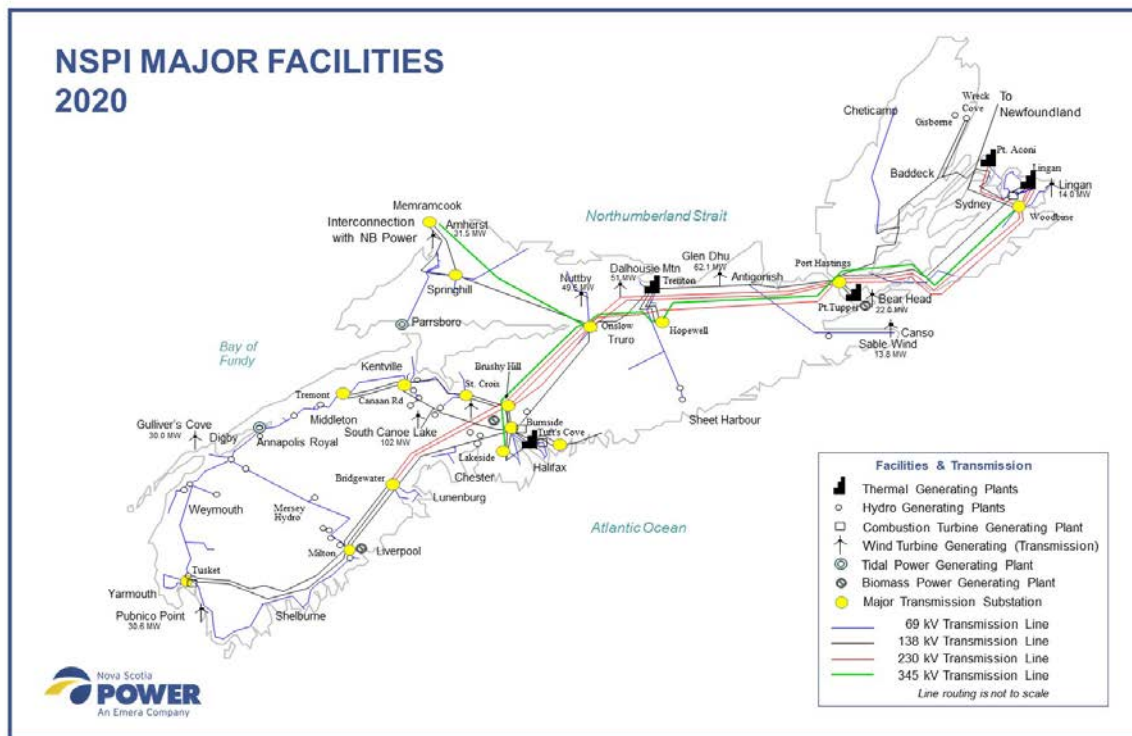 NSPI MAJOR FACILITIES
2020
To
Newfoundland
Wreck
Cove
Gisborne
Cheticamp
Pt. Aconi
Baddeck
Lingan
Lingan
14.0 MW
Sydney
Woodbine
Memramcook
Interconnection
with NB Power
Amherst
31.5 MW
Northumberland Strait
Springhill
Parrsboro
Nuttby
49.5 MW
Dalhousie Mtn
51 MW
Trenton
Glen Dhu
62.1 MW
Antigonish
Port Hastings
Pt.Tupper
Bear Head
22.0 MW
Canso
Sable Wind
13.8 MW
Onslow
Truro
Hopewell
Sheet Harbour
Bay of
Fundy
Kentville
Brushy Hill
St. Croix
Tremont
Canaan Rd
Middleton
South Canoe Lake
102 MW
Burnside
Tuft's Cove
Gulliver's Cove
30.0 MW
Digby
Annapolis Royal
Lakeside
Halifax
Chester
Bridgewater
Lunenburg
Weymouth
Mersey
Hydro
Milton
Liverpool
Atlantic Ocean
Tusket
Yarmouth
Pubnico Point
30.6 MW
Shelburne
Facilities & Transmission
Thermal Generating Plants
Hydro Generating Plants
Combustion Turbine Generating Plant
Wind Turbine Generating (Transmission)
Tidal Power Generating Plant
Biomass Power Generating Plant
Major Transmission Substation
69 kV Transmission Line
138 kV Transmission Line
230 kV Transmission Line
345 kV Transmission Line
Line routing is not to scale
Nova Scotia
POWER
An Emera Company